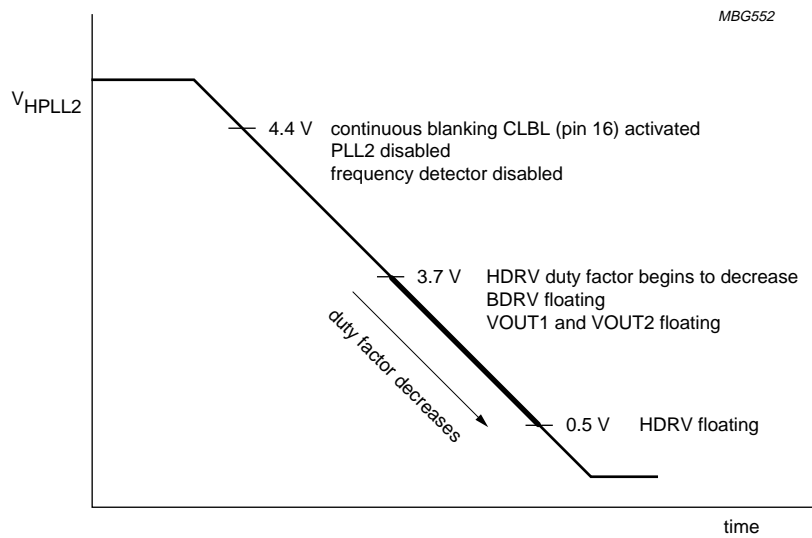 MBG552
VHPLL2
4.4 V continuous blanking CLBL (pin 16) activated
PLL2 disabled
frequency detector disabled
3.7 V HDRV duty factor begins to decrease
BDRV floating
VOUT1 and VOUT2 floating
duty factor decreases
0.5 V HDRV floating
time